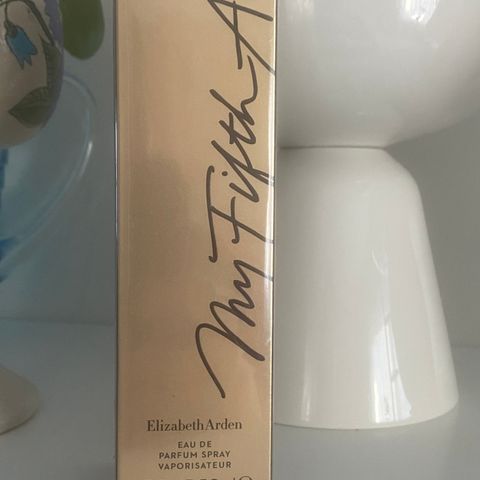 My Fifth A
Elizabeth Arden
EAU DE
PARFUM SPRAY
VAPORISATEUR